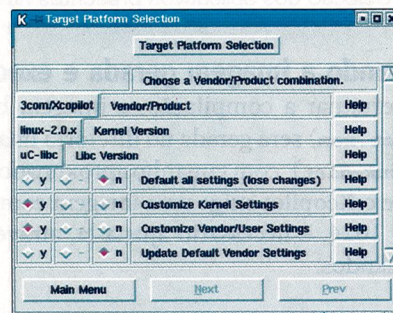 Target Platform Selection
Target Platform Selection
Choose a Vendor/Product combination.
3com/Xcopilot Vendor/Product Help
linux-2.0.x Kernel Version Help
uC-libc Libc Version Help
y - n Default all settings (lose changes) Help
y - n Customize Kernel Settings Help
y - n Customize Vendor/User Settings Help
y - n Update Default Vendor Settings Help
Main Menu Next Prev